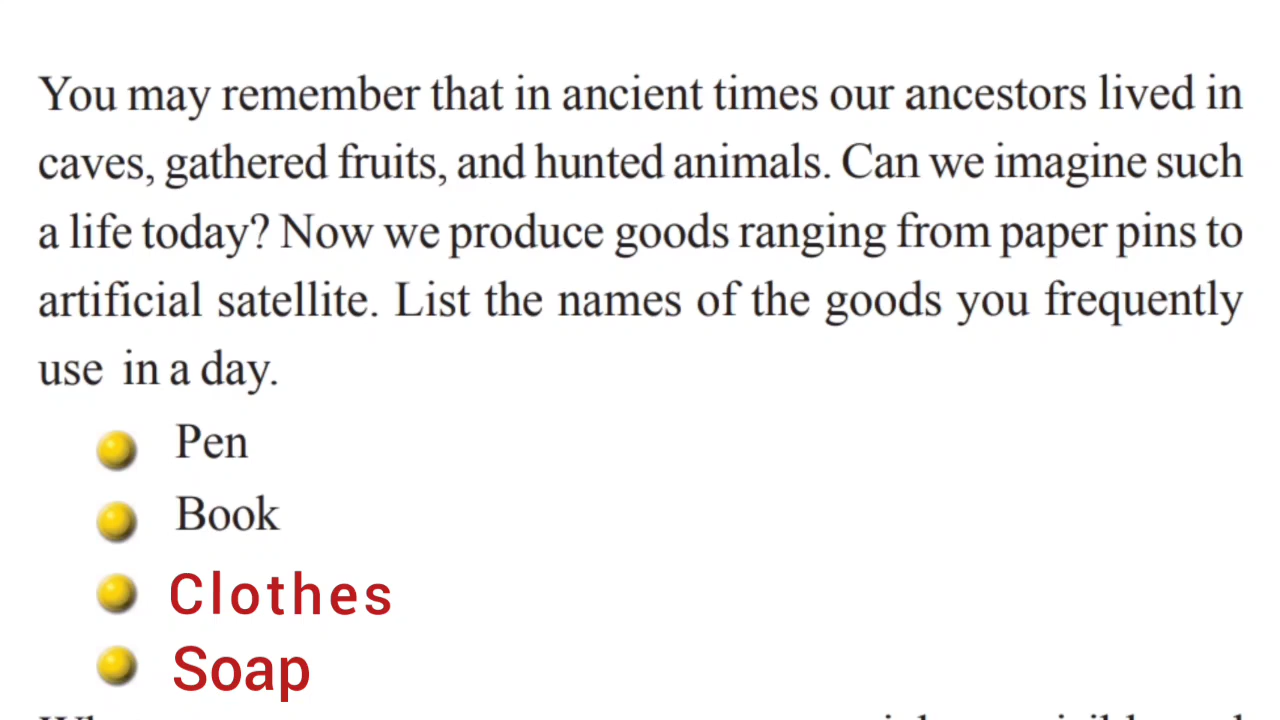 You may remember that in ancient times our ancestors lived in
caves, gathered fruits, and hunted animals. Can we imagine such
a life today? Now we produce goods ranging from paper pins to
artificial satellite. List the names of the goods you frequently
use in a day.
Pen
Book
Clothes
Soap